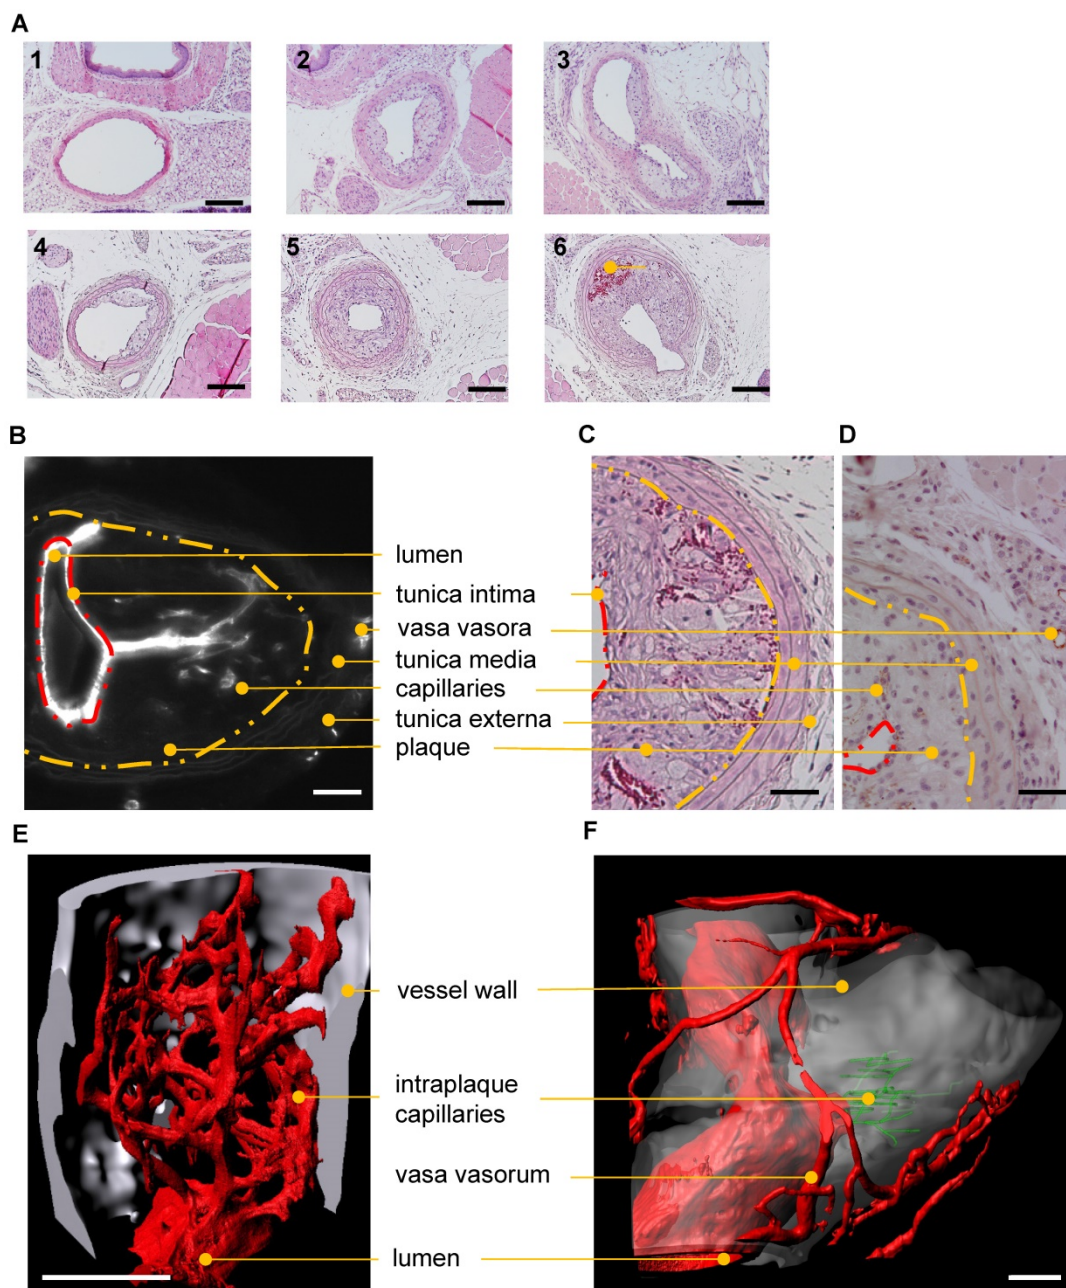 A
1
2
3
4
5
6
B
C
D
lumen
tunica intima
vasa vasora
tunica media
capillaries
tunica externa
plaque
E
F
vessel wall
intraplaque
capillaries
vasa vasorum
lumen